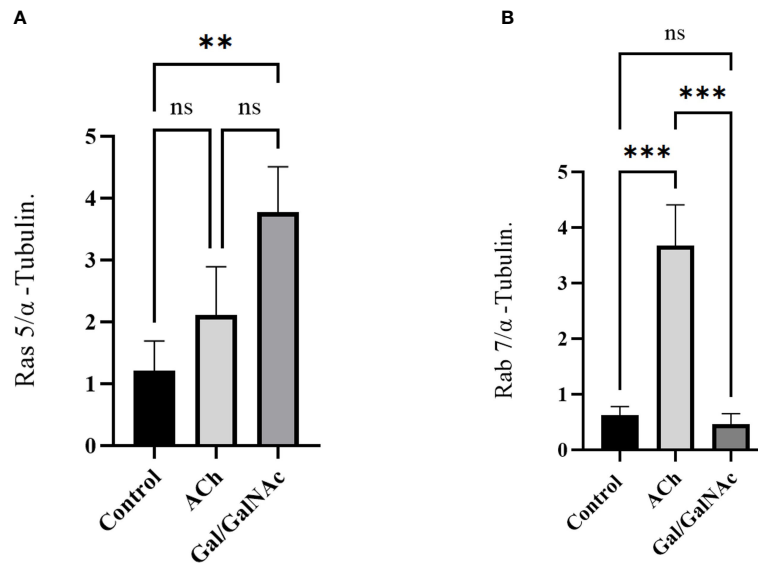 A
B
**
ns
ns
Ras 5/α -Tubulin.
5
4
3
2
1
0
Control
ACh
Gal/GalNAc
ns
***
***
Rab 7/α -Tubulin.
5
4
3
2
1
0
Control
ACh
Gal/GalNAc